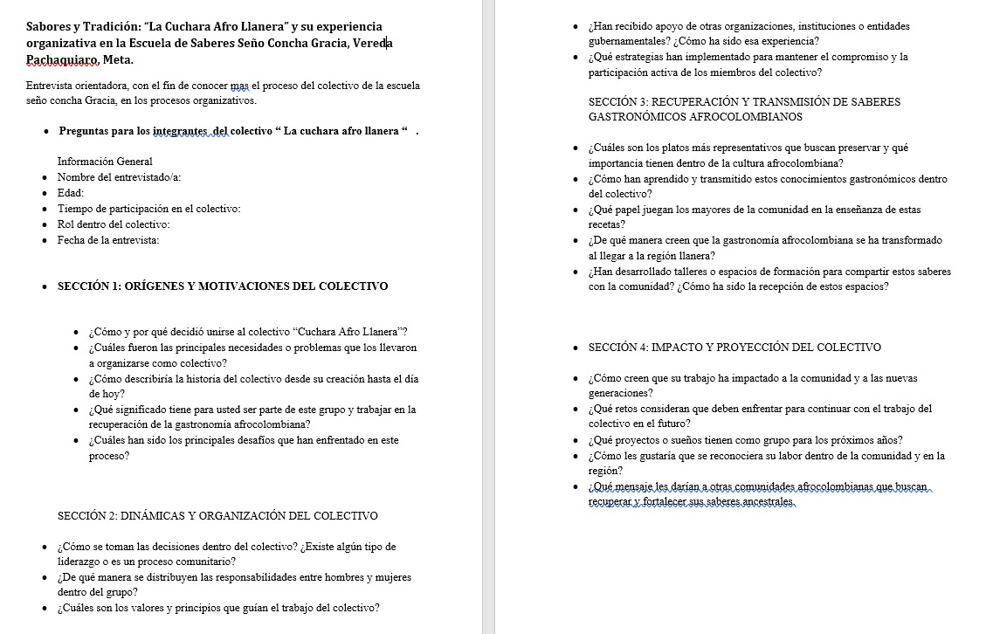 Sabores y Tradición: “La Cuchara Afro Llanera” y su experiencia
organizativa en la Escuela de Saberes Seño Concha Gracia, Vereda
Pachaquiaro, Meta.
Entrevista orientadora, con el fin de conocer mas el proceso del colectivo de la escuela
seño concha Gracia, en los procesos organizativos.
• Preguntas para los integrantes del colectivo “ La cuchara afro llanera “ .
Información General
• Nombre del entrevistado/a:
• Edad:
• Tiempo de participación en el colectivo:
• Rol dentro del colectivo:
• Fecha de la entrevista:
• SECCIÓN 1: ORÍGENES Y MOTIVACIONES DEL COLECTIVO
• ¿Cómo y por qué decidió unirse al colectivo “Cuchara Afro Llanera”?
• ¿Cuáles fueron las principales necesidades o problemas que los llevaron
a organizarse como colectivo?
• ¿Cómo describiría la historia del colectivo desde su creación hasta el día
de hoy?
• ¿Qué significado tiene para usted ser parte de este grupo y trabajar en la
recuperación de la gastronomía afrocolombiana?
• ¿Cuáles han sido los principales desafíos que han enfrentado en este
proceso?
SECCIÓN 2: DINÁMICAS Y ORGANIZACIÓN DEL COLECTIVO
• ¿Cómo se toman las decisiones dentro del colectivo? ¿Existe algún tipo de
liderazgo o es un proceso comunitario?
• ¿De qué manera se distribuyen las responsabilidades entre hombres y mujeres
dentro del grupo?
• ¿Cuáles son los valores y principios que guían el trabajo del colectivo?
• ¿Han recibido apoyo de otras organizaciones, instituciones o entidades
gubernamentales? ¿Cómo ha sido esa experiencia?
• ¿Qué estrategias han implementado para mantener el compromiso y la
participación activa de los miembros del colectivo?
SECCIÓN 3: RECUPERACIÓN Y TRANSMISIÓN DE SABERES
GASTRONÓMICOS AFROCOLOMBIANOS
• ¿Cuáles son los platos más representativos que buscan preservar y qué
importancia tienen dentro de la cultura afrocolombiana?
• ¿Cómo han aprendido y transmitido estos conocimientos gastronómicos dentro
del colectivo?
• ¿Qué papel juegan los mayores de la comunidad en la enseñanza de estas
recetas?
• ¿De qué manera creen que la gastronomía afrocolombiana se ha transformado
al llegar a la región llanera?
• ¿Han desarrollado talleres o espacios de formación para compartir estos saberes
con la comunidad? ¿Cómo ha sido la recepción de estos espacios?
• SECCIÓN 4: IMPACTO Y PROYECCIÓN DEL COLECTIVO
• ¿Cómo creen que su trabajo ha impactado a la comunidad y a las nuevas
generaciones?
• ¿Qué retos consideran que deben enfrentar para continuar con el trabajo del
colectivo en el futuro?
• ¿Qué proyectos o sueños tienen como grupo para los próximos años?
• ¿Cómo les gustaría que se reconociera su labor dentro de la comunidad y en la
región?
• ¿Qué mensaje les darían a otras comunidades afrocolombianas que buscan
recuperar y fortalecer sus saberes ancestrales.